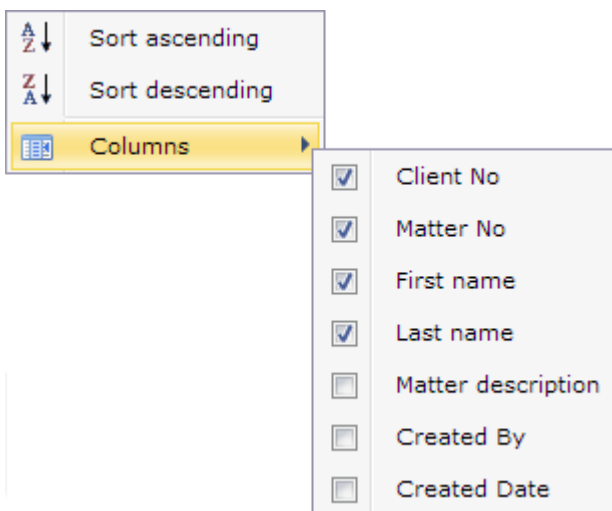 Sort ascending
Sort descending
Columns
Client No
Matter No
First name
Last name
Matter description
Created By
Created Date